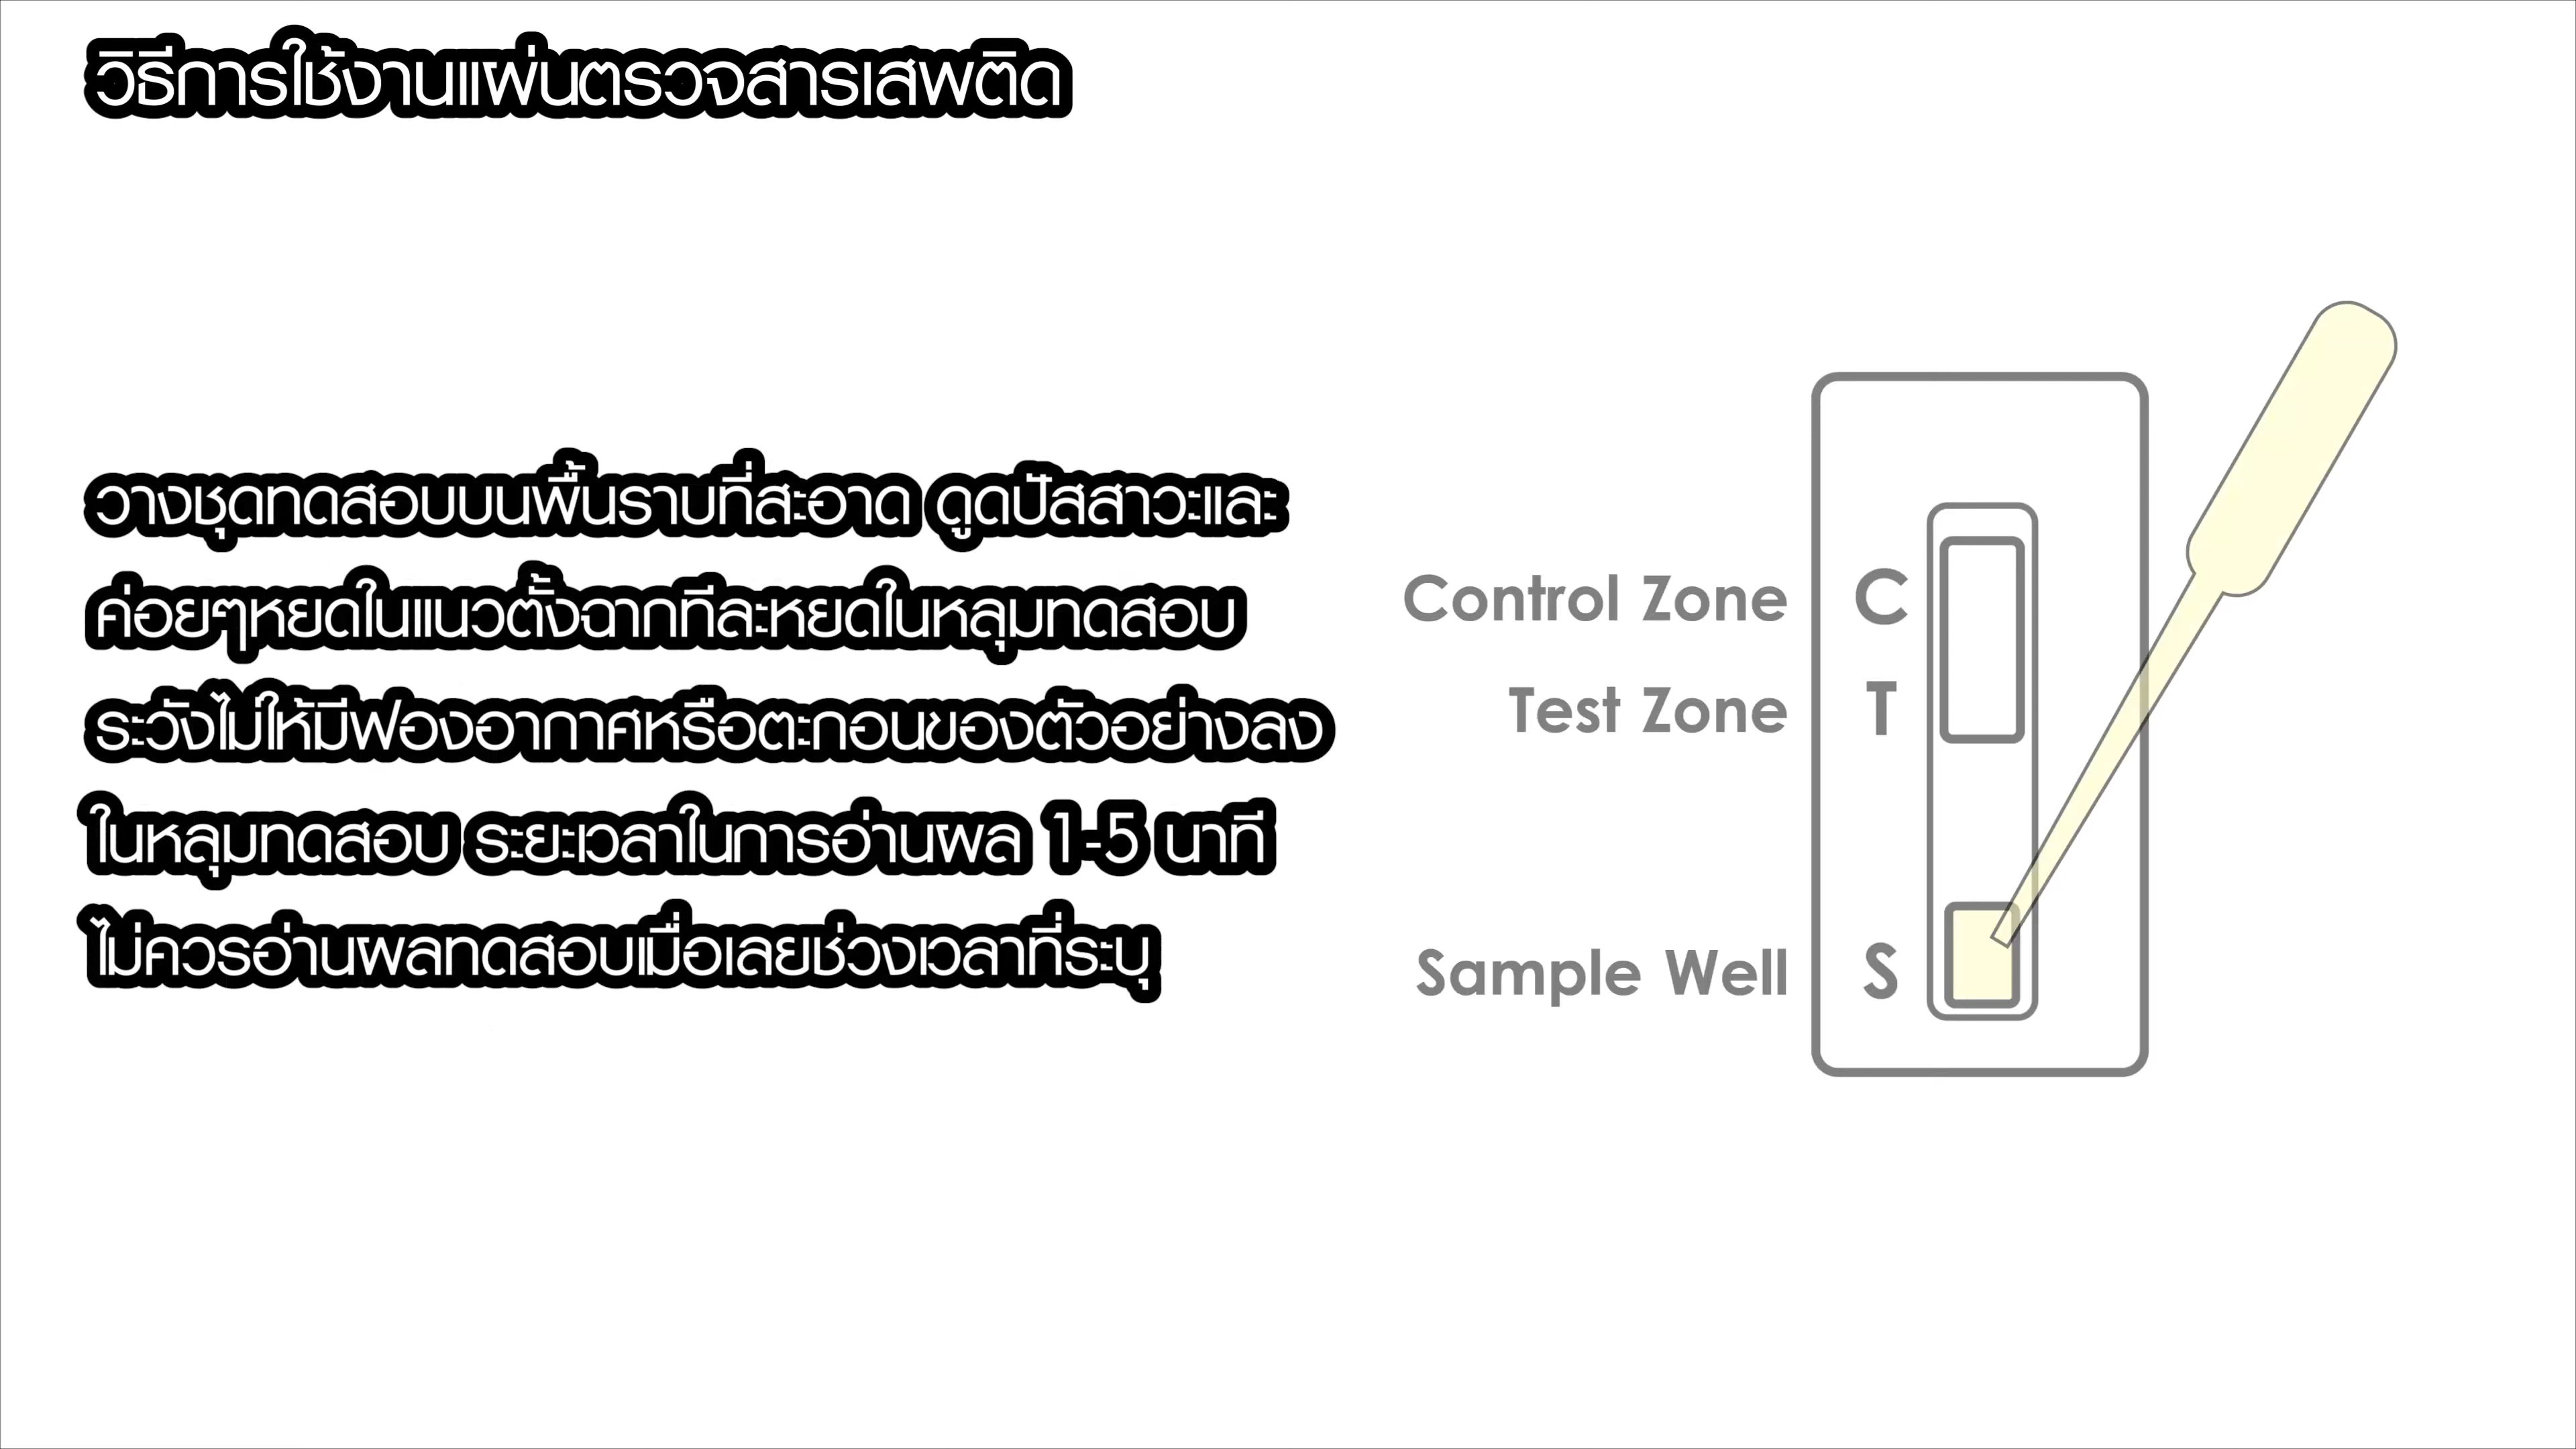 วิธีการใช้งานแผ่นตรวจสารเสพติด
วางชุดทดสอบบนพื้นราบที่สะอาด ดูดปัสสาวะและ
ค่อยๆหยดในแนวตั้งฉากทีละหยดในหลุมทดสอบ
ระวังไม่ให้มีฟองอากาศหรือตะกอนของตัวอย่างลง
ในหลุมทดสอบ ระยะเวลาในการอ่านผล 1-5 นาที
ไม่ควรอ่านผลทดสอบเมื่อเลยช่วงเวลาที่ระบุ
Control Zone C
Test Zone T
Sample Well S